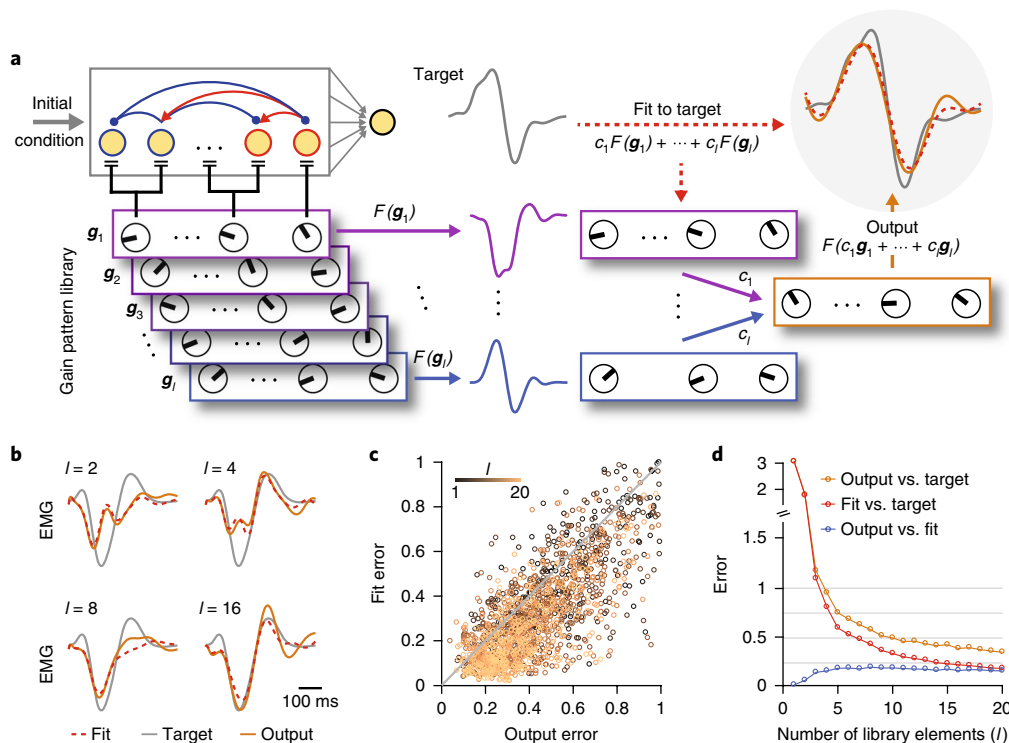 a
Initial
condition
Target
Fit to target
c1F(g1) + ··· + clF(gl)
Output
F(c1g1 + ··· + clgl)
Gain pattern library
g1
g2
g3
gl
F(g1)
F(gl)
c1
cl
b
l = 2
l = 4
EMG
l = 8
l = 16
EMG
100 ms
Fit
Target
Output
c
l
1
20
Fit error
1
0.8
0.6
0.4
0.2
0
0
0.2
0.4
0.6
0.8
1
Output error
d
Output vs. target
Fit vs. target
Output vs. fit
Error
3
2
1.5
1
0.5
0
0
5
10
15
20
Number of library elements (l)